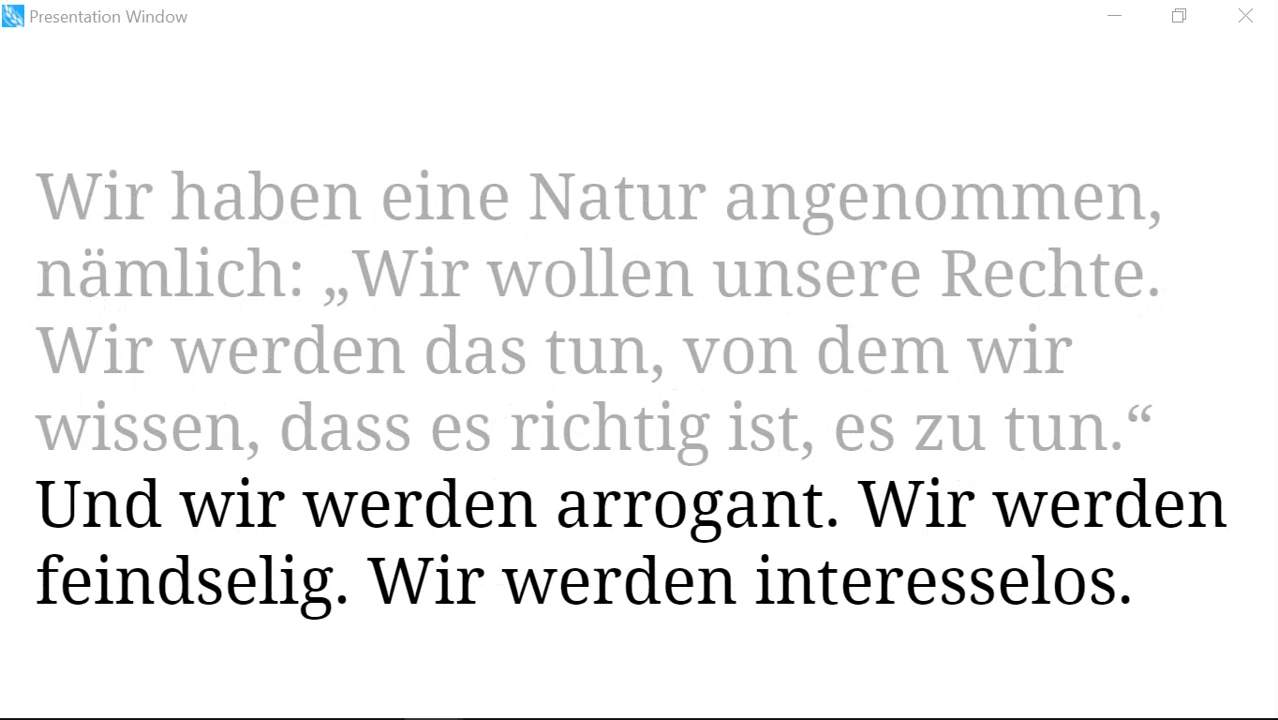 Presentation Window
Wir haben eine Natur angenommen,
nämlich: „Wir wollen unsere Rechte.
Wir werden das tun, von dem wir
wissen, dass es richtig ist, es zu tun.“
Und wir werden arrogant. Wir werden
feindselig. Wir werden interesselos.